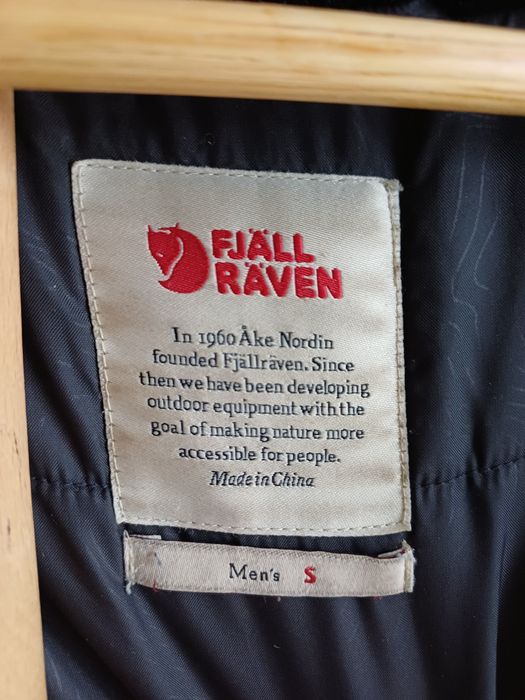 FJÄLL
RÄVEN
In 1960 Åke Nordin
founded Fjällräven. Since
then we have been developing
outdoor equipment with the
goal of making nature more
accessible for people.
Made in China
Men's S